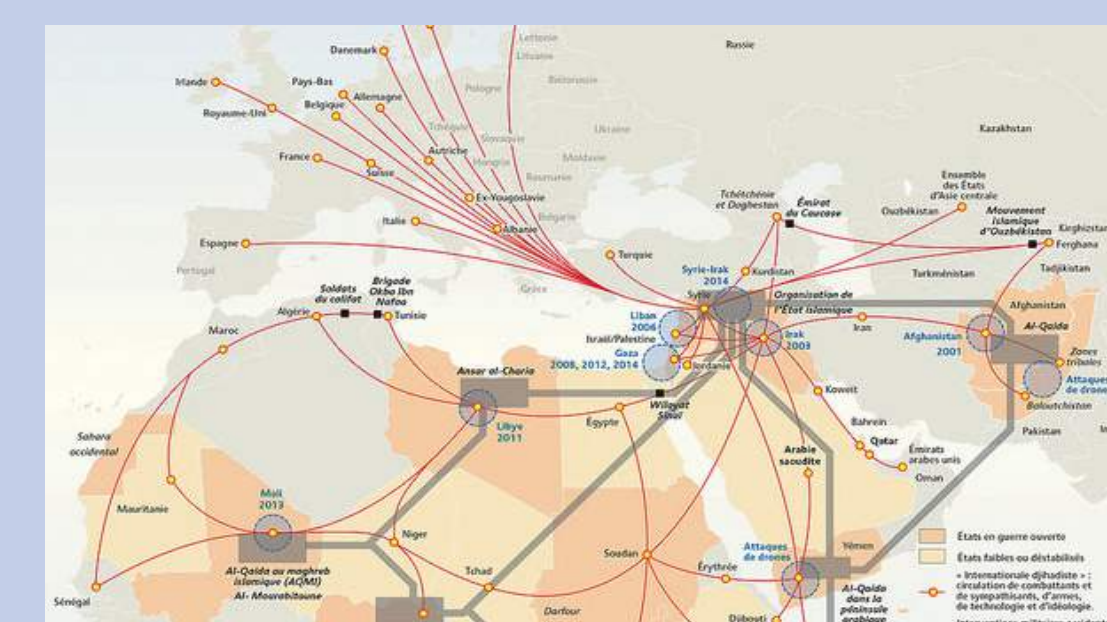 Lettonie
Lituanie
Russie
Danemark
Biélorussie
Irlande
Pays-Bas
Allemagne
Pologne
Royaume-Uni
Belgique
Tchéquie
Ukraine
Kazakhstan
Slovaquie
France
Autriche
Hongrie
Moldavie
Suisse
Roumanie
Ex-Yougoslavie
Tchétchénie
et Daghestan
Émirat
du Caucase
Ensemble
des États
d'Asie centrale
Ouzbékistan
Mouvement
islamique
d'Ouzbékistan
Kirghizstan
Ferghana
Italie
Albanie
Bulgarie
Espagne
Turquie
Portugal
Grèce
Syrie-Irak
2014
Kurdistan
Turkménistan
Tadjikistan
Soldats
du califat
Brigade
Okba Ibn
Nafaa
Algérie
Tunisie
Syrie
Organisation de
l'État islamique
Afghanistan
Maroc
Liban
2006
Israël/Palestine
Irak
2003
Iran
Afghanistan
2001
Al-Qaida
Gaza
2008, 2012, 2014
Jordanie
Zones
tribales
Ansar al-Charia
Koweït
Attaques
de drones
Baloutchistan
Wilayat
Sinaï
Libye
2011
Égypte
Bahreïn
Pakistan
In
Sahara
occidental
Qatar
Arabie
saoudite
Émirats
arabes unis
Oman
Mali
2013
Mauritanie
Niger
Soudan
Attaques
de drones
Yémen
États en guerre ouverte
États faibles ou déstabilisés
Al-Qaida au maghreb
islamique (AQMI)
Al- Mourabitoune
Tchad
Érythrée
« Internationale djihadiste » :
circulation de combattants et
de sympathisants, d'armes,
de technologie et d'idéologie.
Sénégal
Darfour
Djibouti
Al-Qaida
dans la
péninsule
arabique
Interventions militaires occidentales